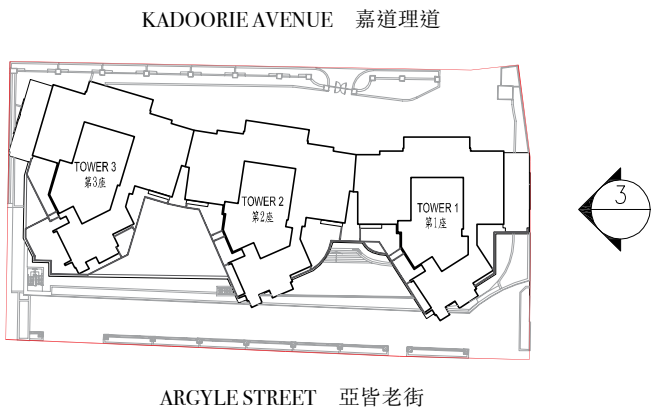 KADOORIE AVENUE 嘉道理道
TOWER 3
第3座
TOWER 2
第2座
TOWER 1
第1座
3
ARGYLE STREET 亞皆老街